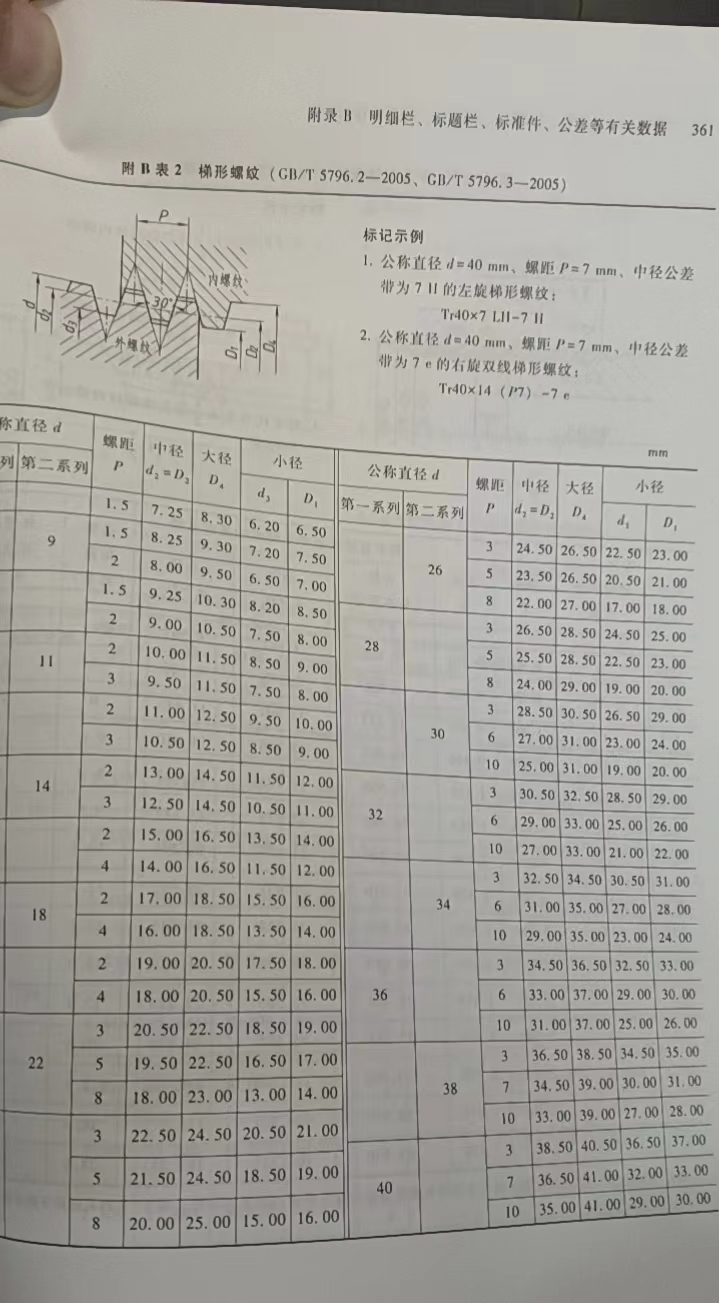 附录 B 明细栏、标题栏、标准件、公差等有关数据 361
附 B 表 2 梯形螺纹（GB/T 5796.2—2005、GB/T 5796.3—2005）
P
内螺纹
30°
外螺纹
d
d2
d3
D1
D2
D4
标记示例
1. 公称直径 d=40 mm、螺距 P=7 mm、中径公差
带为 7 H 的左旋梯形螺纹：
Tr40×7 LH-7 H
2. 公称直径 d=40 mm、螺距 P=7 mm、中径公差
带为 7 e 的右旋双线梯形螺纹：
Tr40×14（P7）-7 e
mm
称直径 d 螺距 P 中径 d2=D2 大径 D4 小径
列 第二系列 d3 D1
1.5 7.25 8.30 6.20 6.50
9 1.5 8.25 9.30 7.20 7.50
2 8.00 9.50 6.50 7.00
1.5 9.25 10.30 8.20 8.50
2 9.00 10.50 7.50 8.00
11 2 10.00 11.50 8.50 9.00
3 9.50 11.50 7.50 8.00
2 11.00 12.50 9.50 10.00
3 10.50 12.50 8.50 9.00
14 2 13.00 14.50 11.50 12.00
3 12.50 14.50 10.50 11.00
2 15.00 16.50 13.50 14.00
4 14.00 16.50 11.50 12.00
18 2 17.00 18.50 15.50 16.00
4 16.00 18.50 13.50 14.00
2 19.00 20.50 17.50 18.00
4 18.00 20.50 15.50 16.00
22 3 20.50 22.50 18.50 19.00
5 19.50 22.50 16.50 17.00
8 18.00 23.00 13.00 14.00
3 22.50 24.50 20.50 21.00
5 21.50 24.50 18.50 19.00
8 20.00 25.00 15.00 16.00
公称直径 d 螺距 P 中径 d2=D2 大径 D4 小径
第一系列 第二系列 d3 D1
26 3 24.50 26.50 22.50 23.00
5 23.50 26.50 20.50 21.00
8 22.00 27.00 17.00 18.00
28 3 26.50 28.50 24.50 25.00
5 25.50 28.50 22.50 23.00
8 24.00 29.00 19.00 20.00
30 3 28.50 30.50 26.50 29.00
6 27.00 31.00 23.00 24.00
10 25.00 31.00 19.00 20.00
32 3 30.50 32.50 28.50 29.00
6 29.00 33.00 25.00 26.00
10 27.00 33.00 21.00 22.00
34 3 32.50 34.50 30.50 31.00
6 31.00 35.00 27.00 28.00
10 29.00 35.00 23.00 24.00
36 3 34.50 36.50 32.50 33.00
6 33.00 37.00 29.00 30.00
10 31.00 37.00 25.00 26.00
38 3 36.50 38.50 34.50 35.00
7 34.50 39.00 30.00 31.00
10 33.00 39.00 27.00 28.00
40 3 38.50 40.50 36.50 37.00
7 36.50 41.00 32.00 33.00
10 35.00 41.00 29.00 30.00